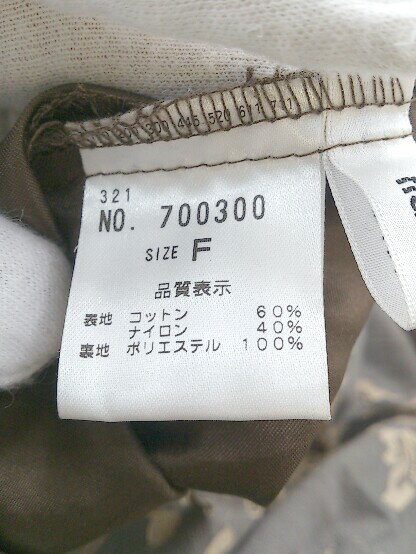 321
NO. 700300
SIZE F
品質表示
表地 コットン 60%
ナイロン 40%
裏地 ポリエステル 100%